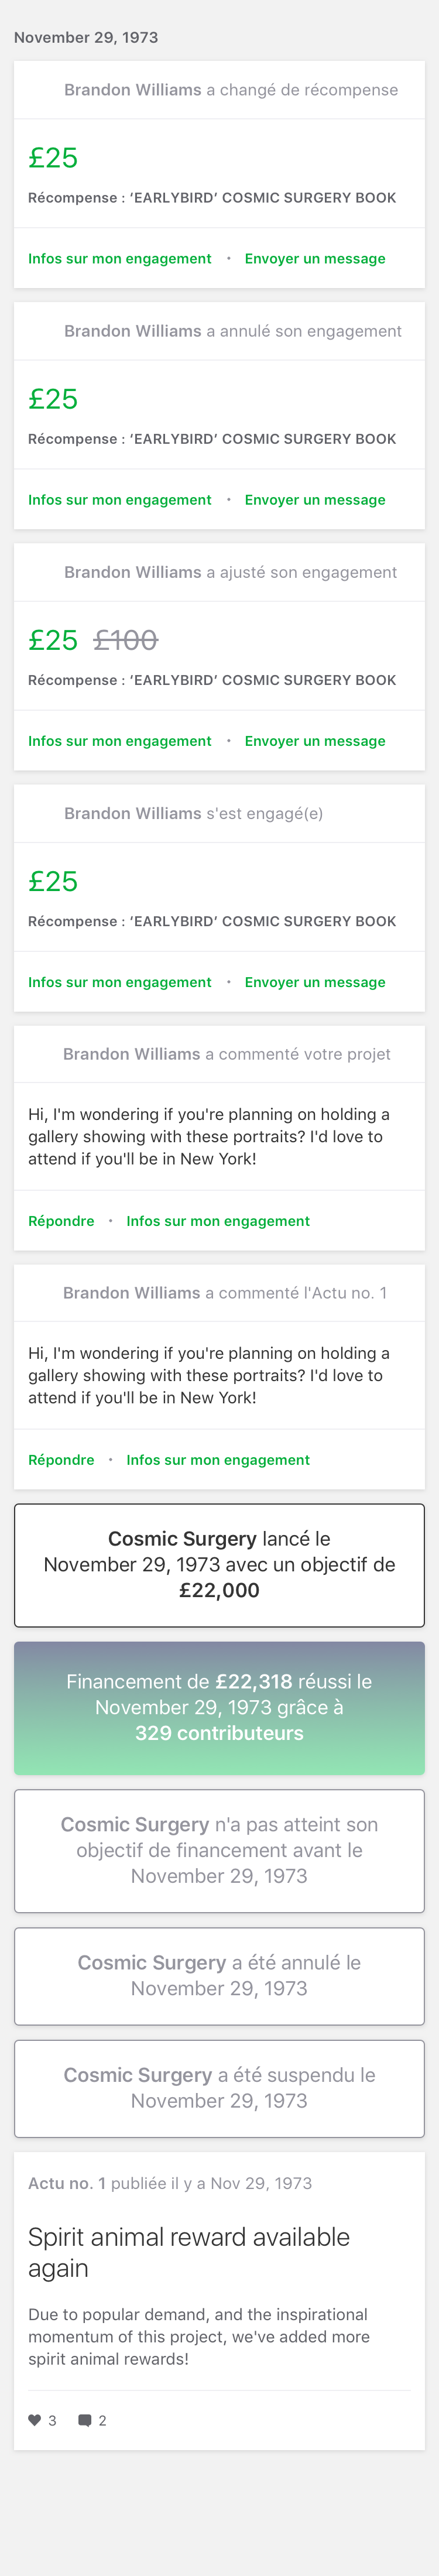 November 29, 1973
Brandon Williams a changé de récompense
£25
Récompense : ‘EARLYBIRD’ COSMIC SURGERY BOOK
Infos sur mon engagement • Envoyer un message
Brandon Williams a annulé son engagement
£25
Récompense : ‘EARLYBIRD’ COSMIC SURGERY BOOK
Infos sur mon engagement • Envoyer un message
Brandon Williams a ajusté son engagement
£25 £100
Récompense : ‘EARLYBIRD’ COSMIC SURGERY BOOK
Infos sur mon engagement • Envoyer un message
Brandon Williams s'est engagé(e)
£25
Récompense : ‘EARLYBIRD’ COSMIC SURGERY BOOK
Infos sur mon engagement • Envoyer un message
Brandon Williams a commenté votre projet
Hi, I'm wondering if you're planning on holding a
gallery showing with these portraits? I'd love to
attend if you'll be in New York!
Répondre • Infos sur mon engagement
Brandon Williams a commenté l'Actu no. 1
Hi, I'm wondering if you're planning on holding a
gallery showing with these portraits? I'd love to
attend if you'll be in New York!
Répondre • Infos sur mon engagement
Cosmic Surgery lancé le
November 29, 1973 avec un objectif de
£22,000
Financement de £22,318 réussi le
November 29, 1973 grâce à
329 contributeurs
Cosmic Surgery n'a pas atteint son
objectif de financement avant le
November 29, 1973
Cosmic Surgery a été annulé le
November 29, 1973
Cosmic Surgery a été suspendu le
November 29, 1973
Actu no. 1 publiée il y a Nov 29, 1973
Spirit animal reward available
again
Due to popular demand, and the inspirational
momentum of this project, we've added more
spirit animal rewards!
3 2